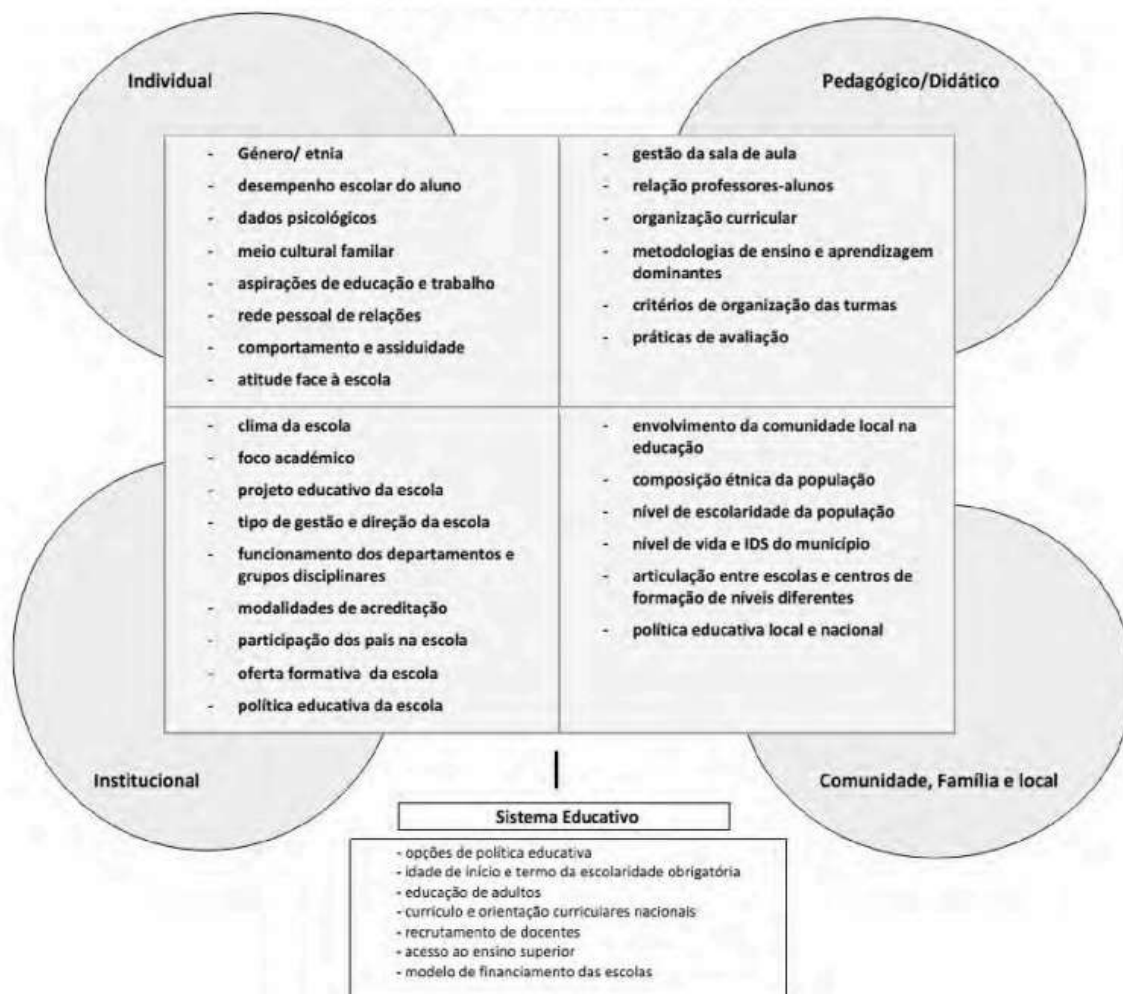 Individual
Pedagógico/Didático
- Género/ etnia
- desempenho escolar do aluno
- dados psicológicos
- meio cultural familar
- aspirações de educação e trabalho
- rede pessoal de relações
- comportamento e assiduidade
- atitude face à escola
- gestão da sala de aula
- relação professores-alunos
- organização curricular
- metodologias de ensino e aprendizagem
dominantes
- critérios de organização das turmas
- práticas de avaliação
- clima da escola
- foco académico
- projeto educativo da escola
- tipo de gestão e direção da escola
- funcionamento dos departamentos e
grupos disciplinares
- modalidades de acreditação
- participação dos pais na escola
- oferta formativa da escola
- política educativa da escola
- envolvimento da comunidade local na
educação
- composição étnica da população
- nível de escolaridade da população
- nível de vida e IDS do município
- articulação entre escolas e centros de
formação de níveis diferentes
- política educativa local e nacional
Institucional
Comunidade, Família e local
Sistema Educativo
- opções de política educativa
- idade de início e termo da escolaridade obrigatória
- educação de adultos
- currículo e orientação curriculares nacionais
- recrutamento de docentes
- acesso ao ensino superior
- modelo de financiamento das escolas